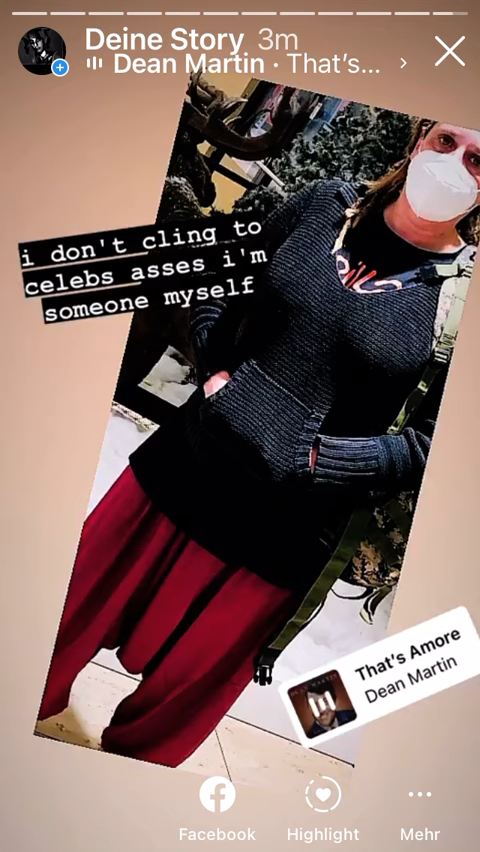 Deine Story 3m
Dean Martin · That's...
i don't cling to
celebs asses i'm
someone myself
That's Amore
Dean Martin
Facebook Highlight Mehr